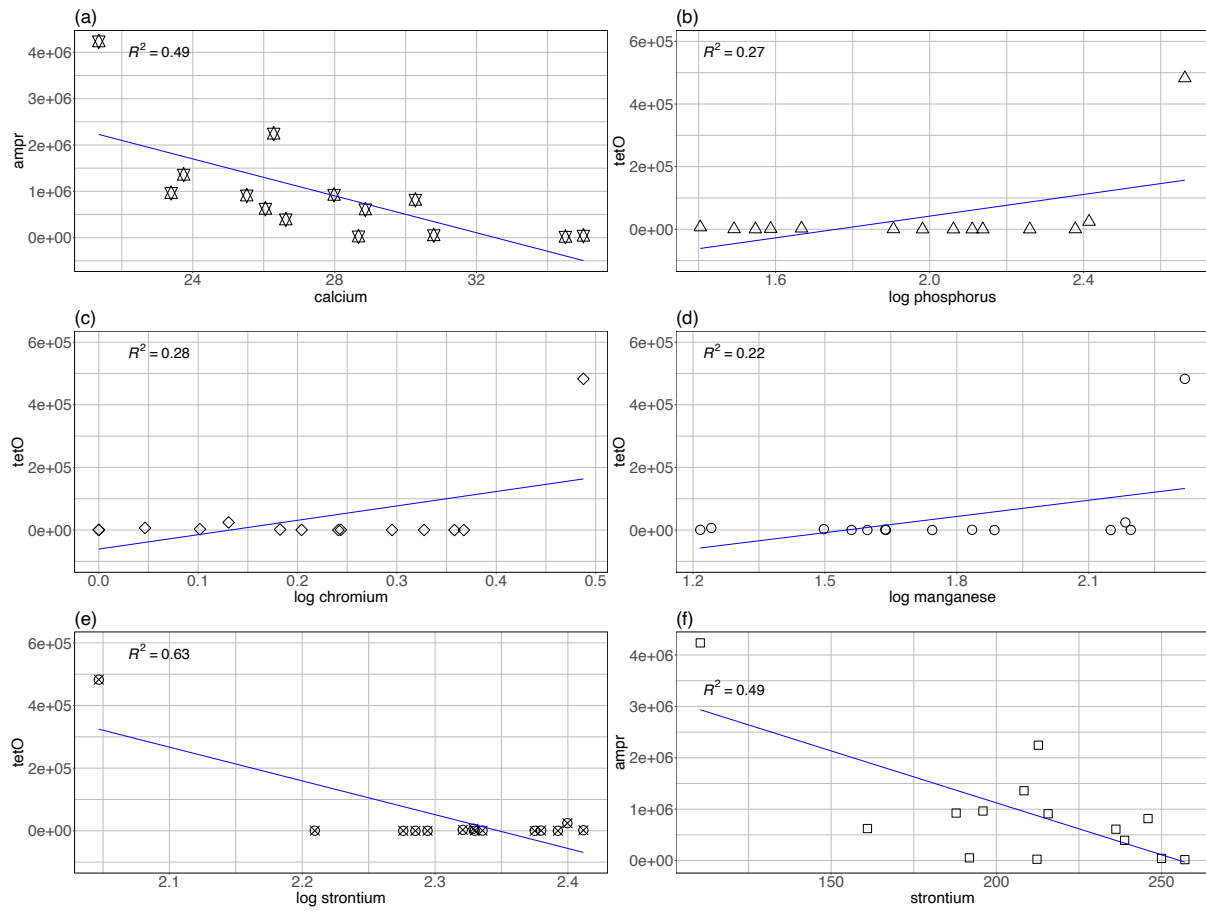 (a)
R² = 0.49
4e+06
3e+06
2e+06
1e+06
0e+00
ampr
24
28
32
calcium
(b)
R² = 0.27
6e+05
4e+05
2e+05
0e+00
tetO
1.6
2.0
2.4
log phosphorus
(c)
R² = 0.28
6e+05
4e+05
2e+05
0e+00
tetO
0.0
0.1
0.2
0.3
0.4
0.5
log chromium
(d)
R² = 0.22
6e+05
4e+05
2e+05
0e+00
tetO
1.2
1.5
1.8
2.1
log manganese
(e)
R² = 0.63
6e+05
4e+05
2e+05
0e+00
tetO
2.1
2.2
2.3
2.4
log strontium
(f)
R² = 0.49
4e+06
3e+06
2e+06
1e+06
0e+00
ampr
150
200
250
strontium